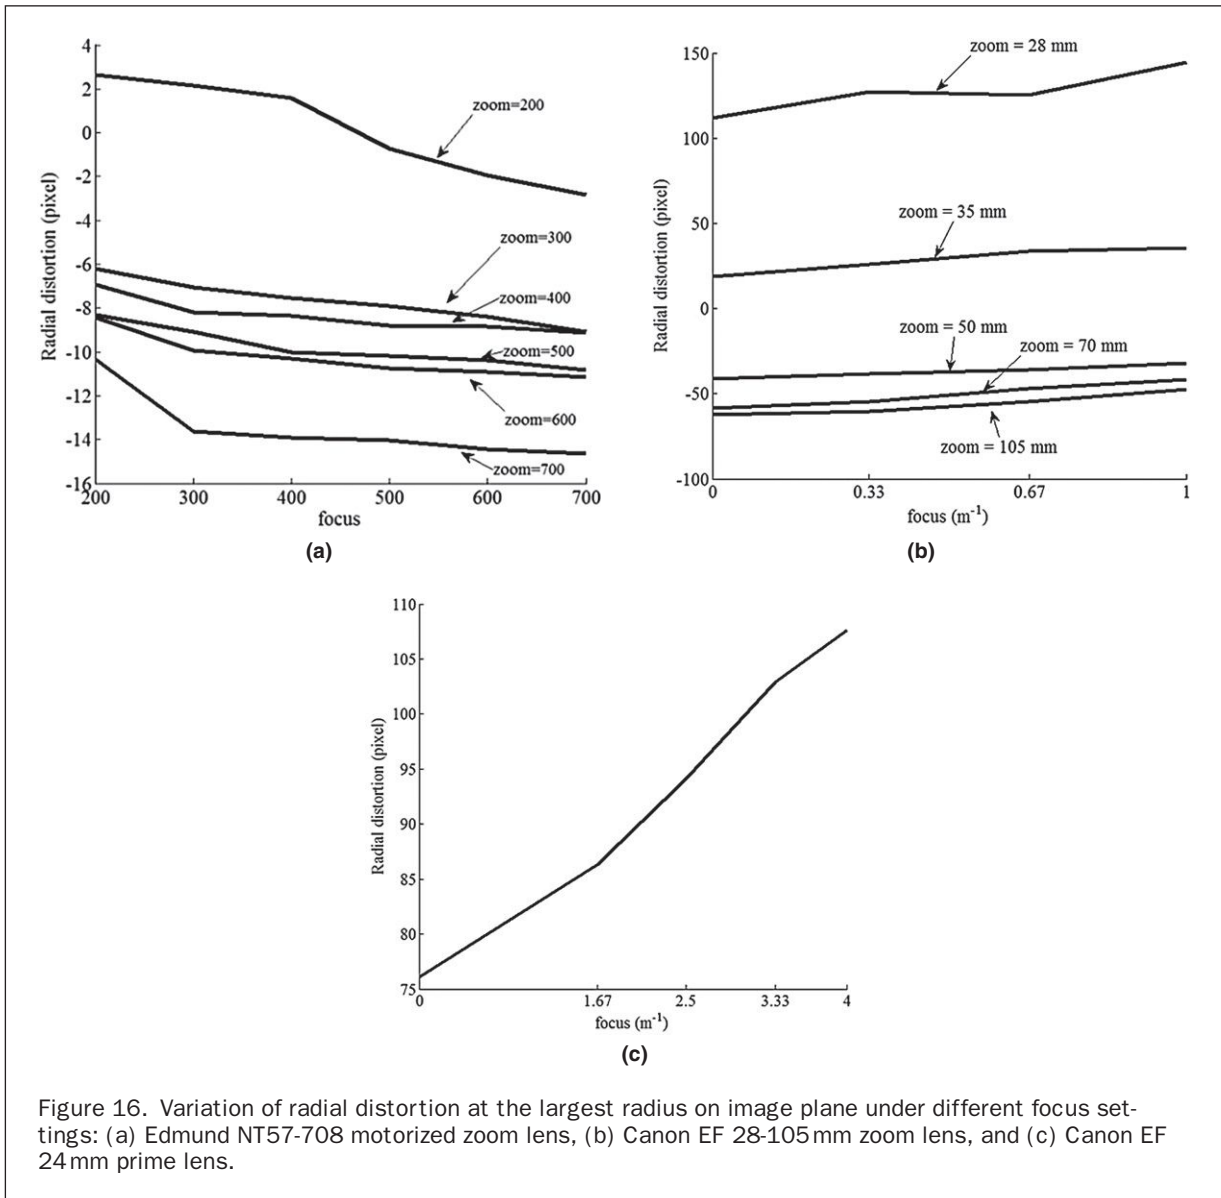 4
2
0
-2
-4
-6
-8
-10
-12
-14
-16
Radial distortion (pixel)
zoom=200
zoom=300
zoom=400
zoom=500
zoom=600
zoom=700
200 300 400 500 600 700
focus
(a)
150
100
50
0
-50
-100
Radial distortion (pixel)
zoom = 28 mm
zoom = 35 mm
zoom = 50 mm
zoom = 70 mm
zoom = 105 mm
0 0.33 0.67 1
focus (m⁻¹)
(b)
110
105
100
95
90
85
80
75
Radial distortion (pixel)
0 1.67 2.5 3.33 4
focus (m⁻¹)
(c)
Figure 16. Variation of radial distortion at the largest radius on image plane under different focus set-
tings: (a) Edmund NT57-708 motorized zoom lens, (b) Canon EF 28-105 mm zoom lens, and (c) Canon EF
24 mm prime lens.